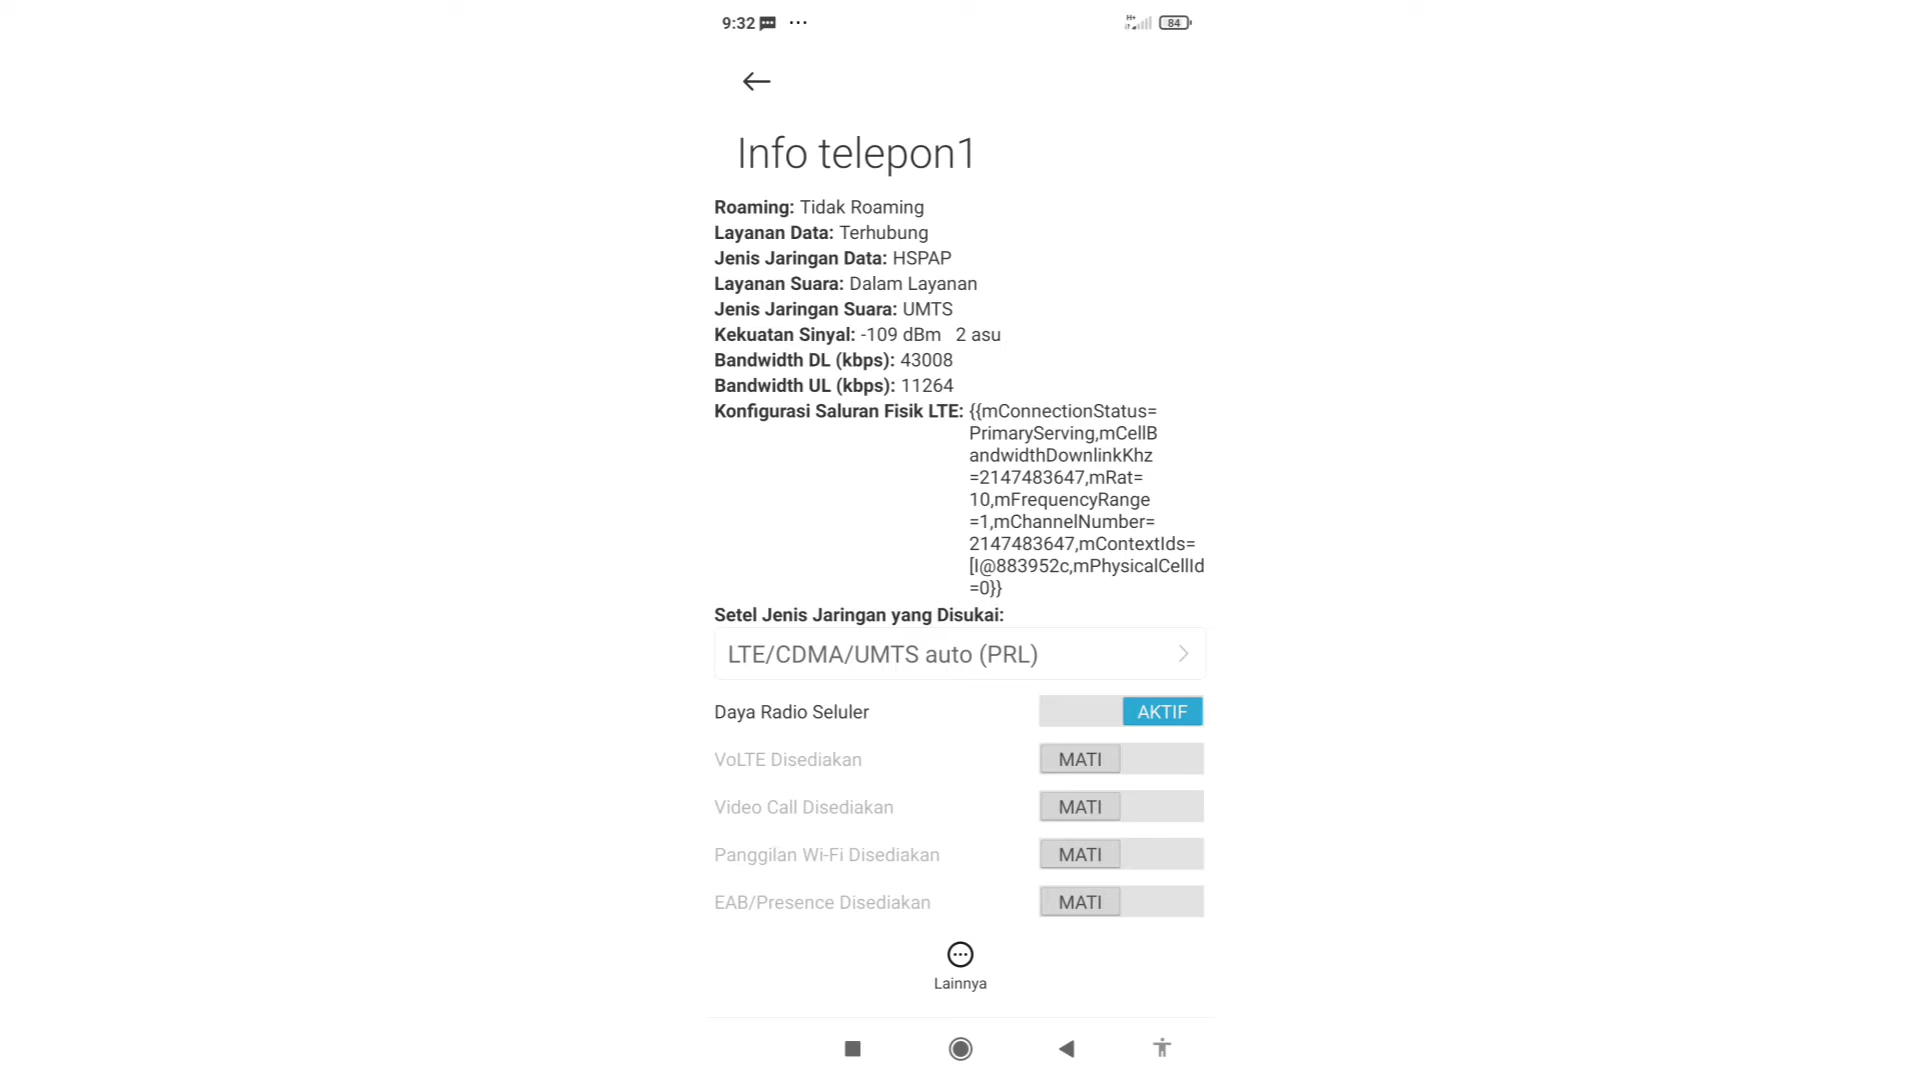 9:32
H+
84
Info telepon1
Roaming: Tidak Roaming
Layanan Data: Terhubung
Jenis Jaringan Data: HSPAP
Layanan Suara: Dalam Layanan
Jenis Jaringan Suara: UMTS
Kekuatan Sinyal: -109 dBm 2 asu
Bandwidth DL (kbps): 43008
Bandwidth UL (kbps): 11264
Konfigurasi Saluran Fisik LTE: {{mConnectionStatus=
PrimaryServing,mCellB
andwidthDownlinkKhz
=2147483647,mRat=
10,mFrequencyRange
=1,mChannelNumber=
2147483647,mContextIds=
[I@883952c,mPhysicalCellId
=0}}
Setel Jenis Jaringan yang Disukai:
LTE/CDMA/UMTS auto (PRL)
Daya Radio Seluler AKTIF
VoLTE Disediakan MATI
Video Call Disediakan MATI
Panggilan Wi-Fi Disediakan MATI
EAB/Presence Disediakan MATI
Lainnya